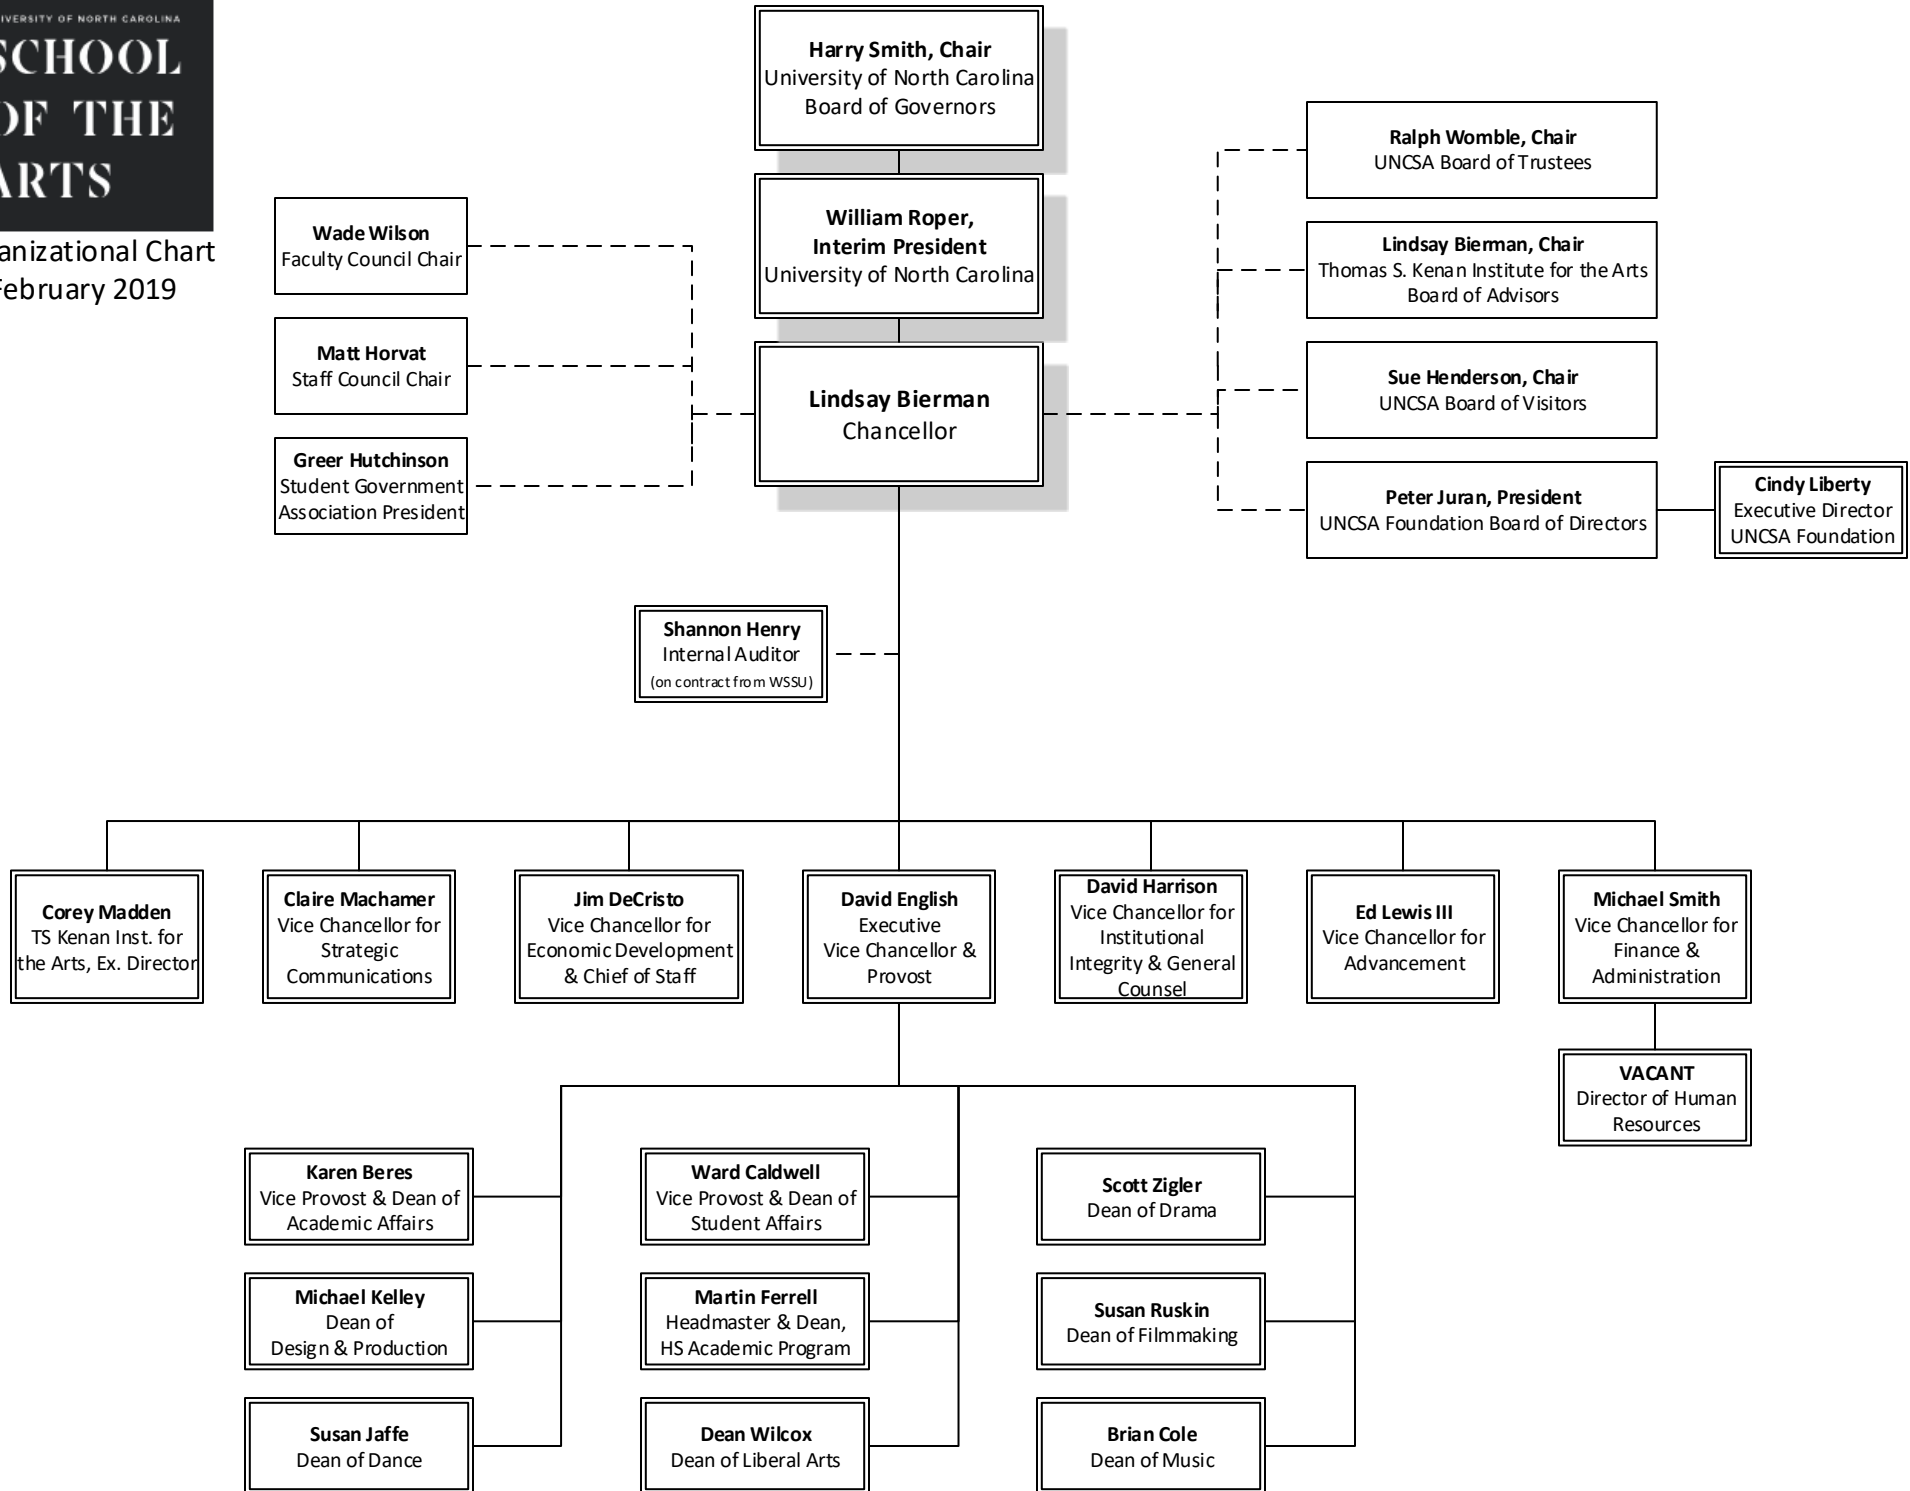 UNIVERSITY OF NORTH CAROLINA
SCHOOL
OF THE
ARTS
February 2019
Harry Smith, Chair
University of North Carolina
Board of Governors
William Roper,
Interim President
University of North Carolina
Lindsay Bierman
Chancellor
Wade Wilson
Faculty Council Chair
Matt Horvat
Staff Council Chair
Greer Hutchinson
Student Government
Association President
Ralph Womble, Chair
UNCSA Board of Trustees
Lindsay Bierman, Chair
Thomas S. Kenan Institute for the Arts
Board of Advisors
Sue Henderson, Chair
UNCSA Board of Visitors
Peter Juran, President
UNCSA Foundation Board of Directors
Cindy Liberty
Executive Director
UNCSA Foundation
Shannon Henry
Internal Auditor
(on contract from WSSU)
Corey Madden
TS Kenan Inst. for
the Arts, Ex. Director
Claire Machamer
Vice Chancellor for
Strategic
Communications
Jim DeCristo
Vice Chancellor for
Economic Development
& Chief of Staff
David English
Executive
Vice Chancellor &
Provost
David Harrison
Vice Chancellor for
Institutional
Integrity & General
Counsel
Ed Lewis III
Vice Chancellor for
Advancement
Michael Smith
Vice Chancellor for
Finance &
Administration
VACANT
Director of Human
Resources
Karen Beres
Vice Provost & Dean of
Academic Affairs
Ward Caldwell
Vice Provost & Dean of
Student Affairs
Scott Zigler
Dean of Drama
Michael Kelley
Dean of
Design & Production
Martin Ferrell
Headmaster & Dean,
HS Academic Program
Susan Ruskin
Dean of Filmmaking
Susan Jaffe
Dean of Dance
Dean Wilcox
Dean of Liberal Arts
Brian Cole
Dean of Music